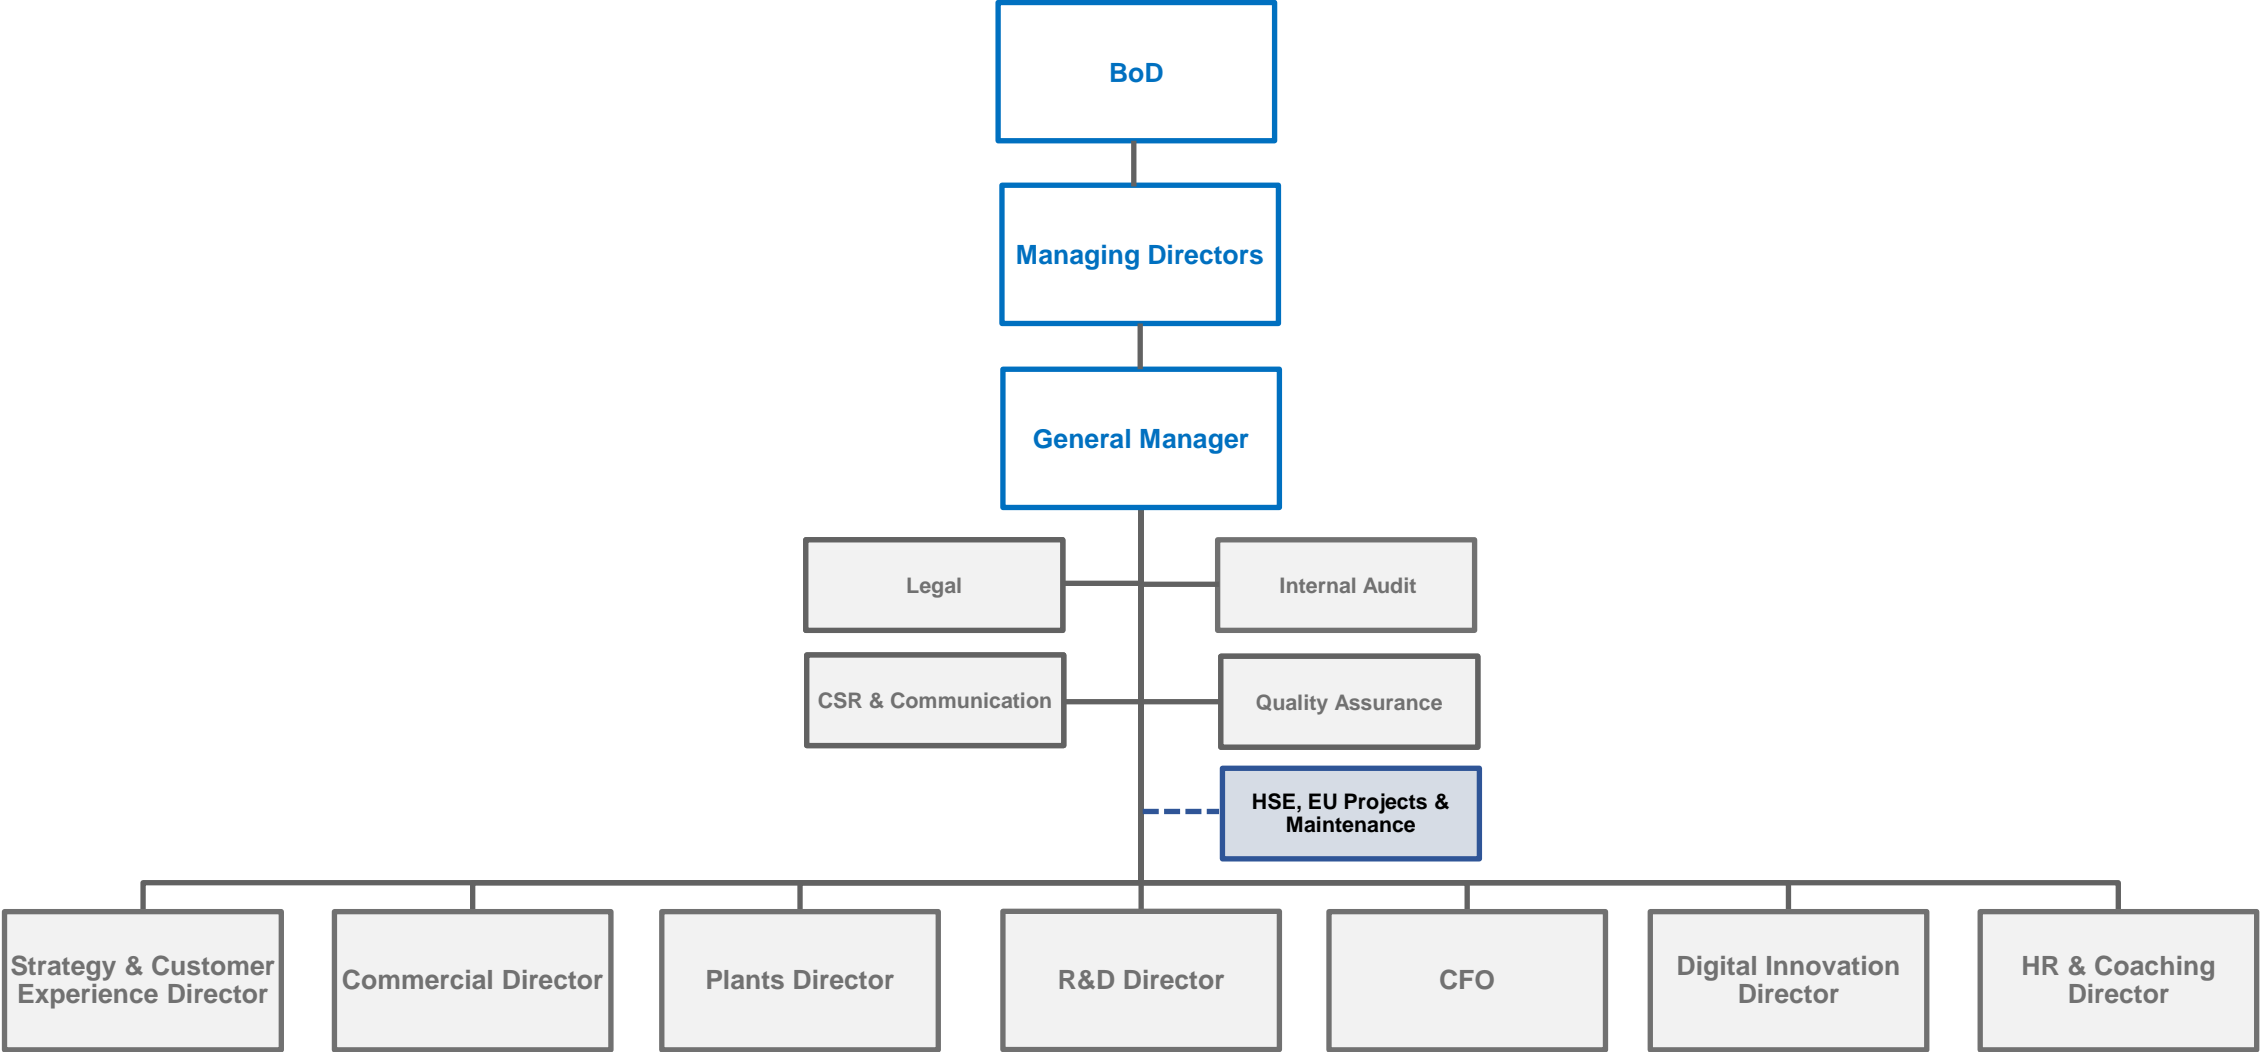 BoD
Managing Directors
General Manager
Legal
Internal Audit
CSR & Communication
Quality Assurance
HSE, EU Projects &
Maintenance
Strategy & Customer
Experience Director
Commercial Director
Plants Director
R&D Director
CFO
Digital Innovation
Director
HR & Coaching
Director